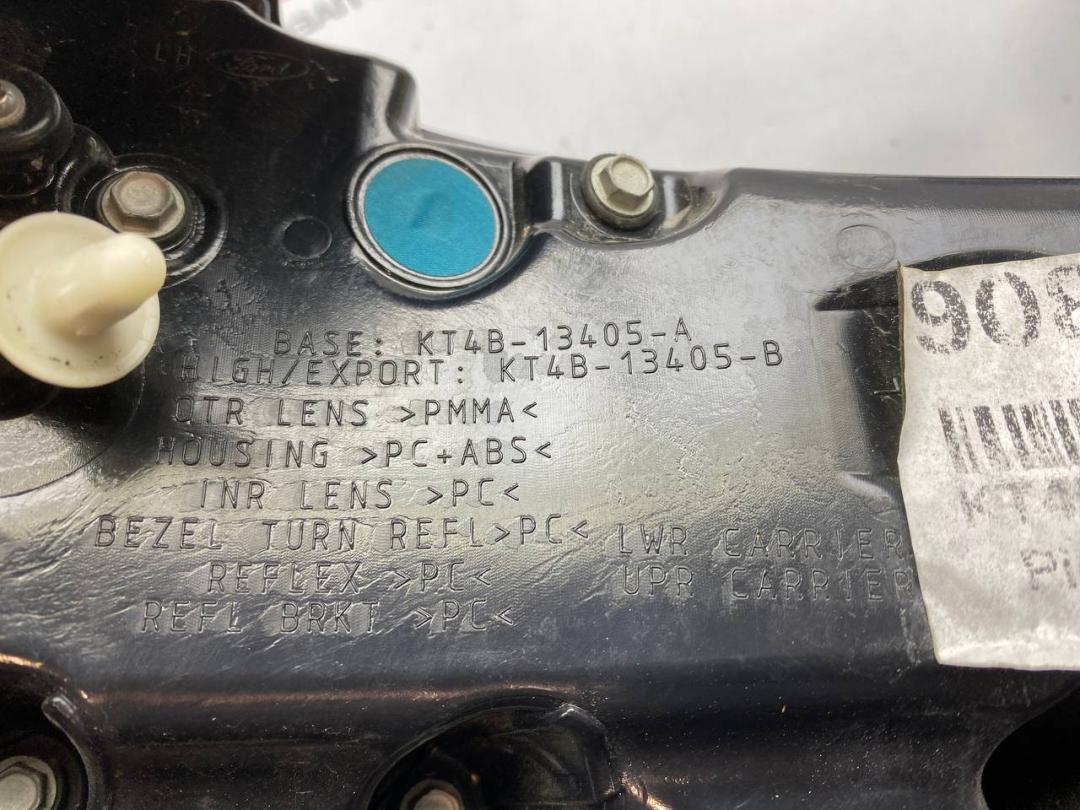 LH Ford
BASE: KT4B-13405-A
HIGH/EXPORT: KT4B-13405-B
OTR LENS >PMMA<
HOUSING >PC+ABS<
INR LENS >PC<
BEZEL TURN REFL>PC<
REFLEX >PC<
REFL BRKT >PC<
LWR CARRIER
UPR CARRIER
908